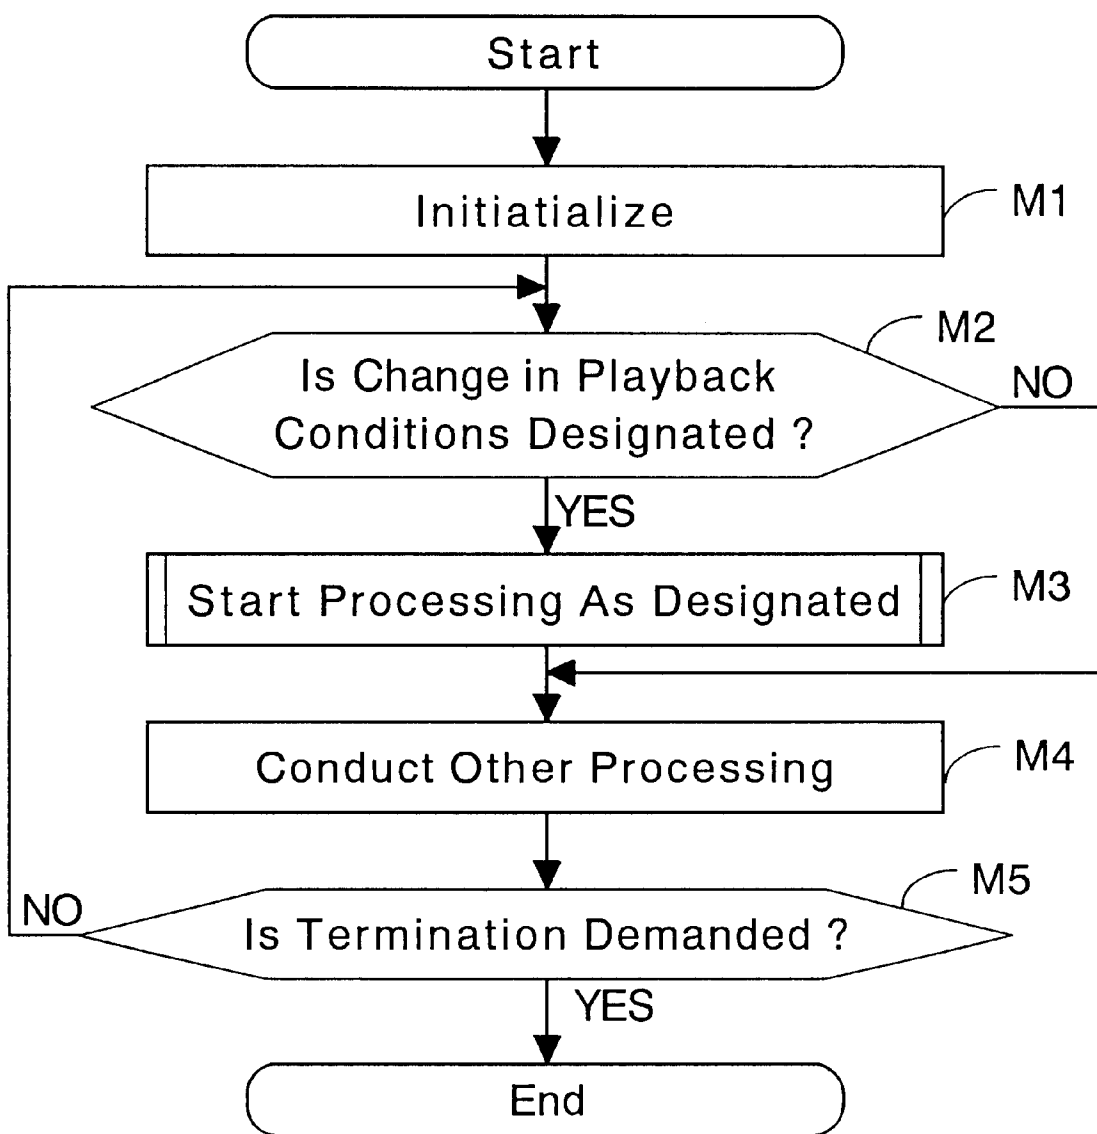 Start
Initiatialize
M1
M2
Is Change in Playback
Conditions Designated ?
NO
YES
Start Processing As Designated
M3
Conduct Other Processing
M4
M5
NO
Is Termination Demanded ?
YES
End